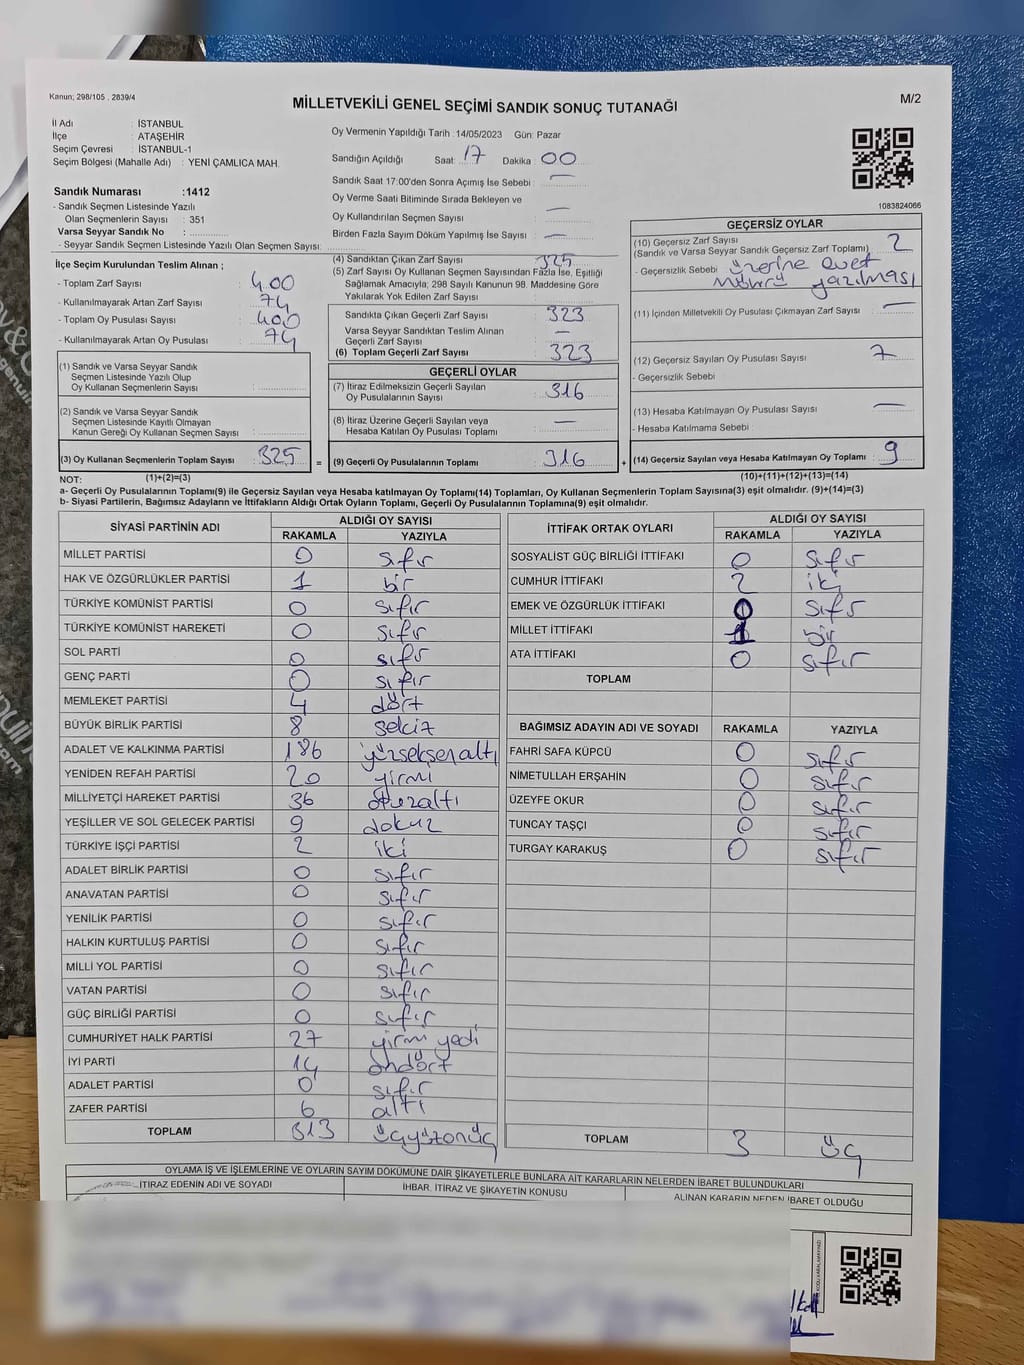 Kanun; 298/105 . 2839/4
MİLLETVEKİLİ GENEL SEÇİMİ SANDIK SONUÇ TUTANAĞI
M/2
İl Adı : İSTANBUL
İlçe : ATAŞEHİR
Seçim Çevresi : İSTANBUL-1
Seçim Bölgesi (Mahalle Adı) : YENİ ÇAMLICA MAH.
Sandık Numarası :1412
- Sandık Seçmen Listesinde Yazılı
Olan Seçmenlerin Sayısı : 351
Varsa Seyyar Sandık No :
- Seyyar Sandık Seçmen Listesinde Yazılı Olan Seçmen Sayısı:
Oy Vermenin Yapıldığı Tarih :14/05/2023 Gün: Pazar
Sandığın Açıldığı Saat: 17 Dakika: 00
Sandık Saat 17:00'den Sonra Açımış İse Sebebi : —
Oy Verme Saati Bitiminde Sırada Bekleyen ve
Oy Kullandırılan Seçmen Sayısı : —
Birden Fazla Sayım Döküm Yapılmış İse Sayısı : —
1083824066
İlçe Seçim Kurulundan Teslim Alınan ;
- Toplam Zarf Sayısı : 400
- Kullanılmayarak Artan Zarf Sayısı : 74
- Toplam Oy Pusulası Sayısı : 400
- Kullanılmayarak Artan Oy Pusulası : 74
(1) Sandık ve Varsa Seyyar Sandık
Seçmen Listesinde Yazılı Olup
Oy Kullanan Seçmenlerin Sayısı :
(2) Sandık ve Varsa Seyyar Sandık
Seçmen Listesinde Kayıtlı Olmayan
Kanun Gereği Oy Kullanan Seçmen Sayısı :
(3) Oy Kullanan Seçmenlerin Toplam Sayısı : 325
(4) Sandıktan Çıkan Zarf Sayısı : 325
(5) Zarf Sayısı Oy Kullanan Seçmen Sayısından Fazla İse, Eşitliği
Sağlamak Amacıyla; 298 Sayılı Kanunun 98. Maddesine Göre
Yakılarak Yok Edilen Zarf Sayısı :
Sandıkta Çıkan Geçerli Zarf Sayısı : 323
Varsa Seyyar Sandıktan Teslim Alınan
Geçerli Zarf Sayısı : —
(6) Toplam Geçerli Zarf Sayısı : 323
GEÇERLİ OYLAR
(7) İtiraz Edilmeksizin Geçerli Sayılan
Oy Pusulalarının Sayısı : 316
(8) İtiraz Üzerine Geçerli Sayılan veya
Hesaba Katılan Oy Pusulası Toplamı : —
= (9) Geçerli Oy Pusulalarının Toplamı : 316
GEÇERSİZ OYLAR
(10) Geçersiz Zarf Sayısı
(Sandık ve Varsa Seyyar Sandık Geçersiz Zarf Toplamı) : 2
- Geçersizlik Sebebi : üzerine evet
mührü yazılması
(11) İçinden Milletvekili Oy Pusulası Çıkmayan Zarf Sayısı : —
(12) Geçersiz Sayılan Oy Pusulası Sayısı : 7
- Geçersizlik Sebebi
(13) Hesaba Katılmayan Oy Pusulası Sayısı : —
- Hesaba Katılmama Sebebi
+ (14) Geçersiz Sayılan veya Hesaba Katılmayan Oy Toplamı : 9
NOT: (1)+(2)=(3) (10)+(11)+(12)+(13)=(14)
a- Geçerli Oy Pusulalarının Toplamı(9) ile Geçersiz Sayılan veya Hesaba katılmayan Oy Toplamı(14) Toplamları, Oy Kullanan Seçmenlerin Toplam Sayısına(3) eşit olmalıdır. (9)+(14)=(3)
b- Siyasi Partilerin, Bağımsız Adayların ve İttifakların Aldığı Ortak Oyların Toplamı, Geçerli Oy Pusulalarının Toplamına(9) eşit olmalıdır.
SİYASİ PARTİNİN ADI ALDIĞI OY SAYISI
RAKAMLA YAZIYLA
MİLLET PARTİSİ 0 sıfır
HAK VE ÖZGÜRLÜKLER PARTİSİ 1 bir
TÜRKİYE KOMÜNİST PARTİSİ 0 sıfır
TÜRKİYE KOMÜNİST HAREKETİ 0 sıfır
SOL PARTİ 0 sıfır
GENÇ PARTİ 0 sıfır
MEMLEKET PARTİSİ 4 dört
BÜYÜK BİRLİK PARTİSİ 8 sekiz
ADALET VE KALKINMA PARTİSİ 186 yüzseksenaltı
YENİDEN REFAH PARTİSİ 20 yirmi
MİLLİYETÇİ HAREKET PARTİSİ 36 otuzaltı
YEŞİLLER VE SOL GELECEK PARTİSİ 9 dokuz
TÜRKİYE İŞÇİ PARTİSİ 2 iki
ADALET BİRLİK PARTİSİ 0 sıfır
ANAVATAN PARTİSİ 0 sıfır
YENİLİK PARTİSİ 0 sıfır
HALKIN KURTULUŞ PARTİSİ 0 sıfır
MİLLİ YOL PARTİSİ 0 sıfır
VATAN PARTİSİ 0 sıfır
GÜÇ BİRLİĞİ PARTİSİ 0 sıfır
CUMHURİYET HALK PARTİSİ 27 yirmi yedi
İYİ PARTİ 14 ondört
ADALET PARTİSİ 0 sıfır
ZAFER PARTİSİ 6 altı
TOPLAM 313 üçyüzonüç
İTTİFAK ORTAK OYLARI ALDIĞI OY SAYISI
RAKAMLA YAZIYLA
SOSYALİST GÜÇ BİRLİĞİ İTTİFAKI 0 sıfır
CUMHUR İTTİFAKI 2 iki
EMEK VE ÖZGÜRLÜK İTTİFAKI 0 sıfır
MİLLET İTTİFAKI 1 bir
ATA İTTİFAKI 0 sıfır
TOPLAM
BAĞIMSIZ ADAYIN ADI VE SOYADI RAKAMLA YAZIYLA
FAHRİ SAFA KÜPCÜ 0 sıfır
NİMETULLAH ERŞAHİN 0 sıfır
ÜZEYFE OKUR 0 sıfır
TUNCAY TAŞÇI 0 sıfır
TURGAY KARAKUŞ 0 sıfır
TOPLAM 3 üç
OYLAMA İŞ VE İŞLEMLERİNE VE OYLARIN SAYIM DÖKÜMÜNE DAİR ŞİKAYETLERLE BUNLARA AİT KARARLARIN NELERDEN İBARET BULUNDUKLARI
İTİRAZ EDENİN ADI VE SOYADI İHBAR, İTİRAZ VE ŞİKAYETİN KONUSU ALINAN KARARIN NEDEN İBARET OLDUĞU